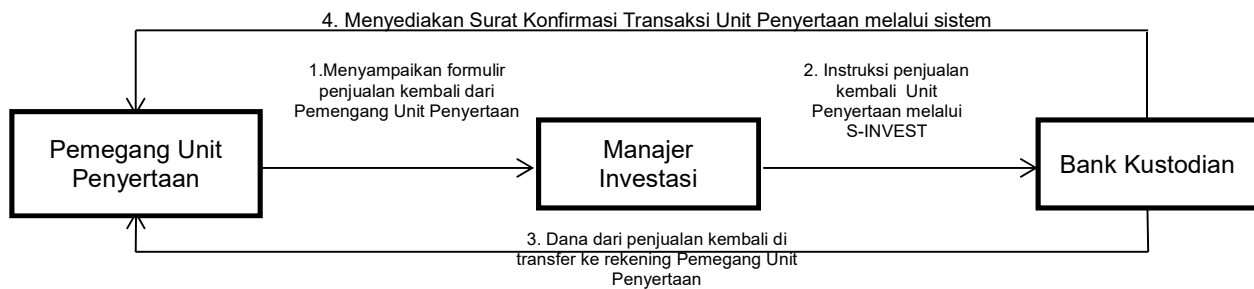 4. Menyediakan Surat Konfirmasi Transaksi Unit Penyertaan melalui sistem
1.Menyampaikan formulir
penjualan kembali dari
Pemengang Unit Penyertaan
2. Instruksi penjualan
kembali Unit
Penyertaan melalui
S-INVEST
Pemegang Unit
Penyertaan
Manajer
Investasi
Bank Kustodian
3. Dana dari penjualan kembali di
transfer ke rekening Pemegang Unit
Penyertaan